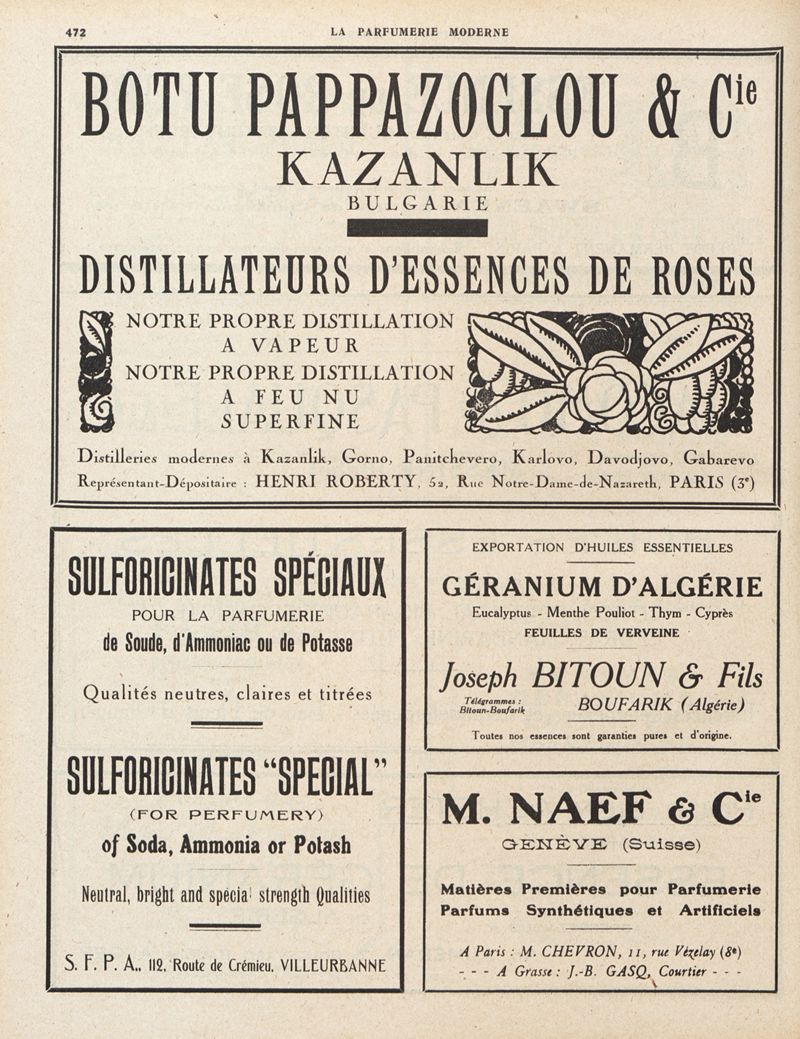 472
LA PARFUMERIE MODERNE
BOTU PAPPAZOGLOU & Cie
KAZANLIK
BULGARIE
DISTILLATEURS D'ESSENCES DE ROSES
NOTRE PROPRE DISTILLATION
A VAPEUR
NOTRE PROPRE DISTILLATION
A FEU NU
SUPERFINE
Distilleries modernes à Kazanlik, Gorno, Panitchevero, Karlovo, Davodjovo, Gabarevo
Représentant-Dépositaire : HENRI ROBERTY, 52, Rue Notre-Dame-de-Nazareth, PARIS (3e)
SULFORICINATES SPÉCIAUX
POUR LA PARFUMERIE
de Soude, d'Ammoniac ou de Potasse
Qualités neutres, claires et titrées
SULFORICINATES "SPECIAL"
(FOR PERFUMERY)
of Soda, Ammonia or Potash
Neutral, bright and special strength Qualities
S. F. P. A., 112, Route de Crémieu, VILLEURBANNE
EXPORTATION D'HUILES ESSENTIELLES
GÉRANIUM D'ALGÉRIE
Eucalyptus - Menthe Pouliot - Thym - Cyprès
FEUILLES DE VERVEINE
Joseph BITOUN & Fils
Télégrammes :
Bitoun-Boufarik
BOUFARIK (Algérie)
Toutes nos essences sont garanties pures et d'origine.
M. NAEF & Cie
GENÈVE (Suisse)
Matières Premières pour Parfumerie
Parfums Synthétiques et Artificiels
A Paris : M. CHEVRON, 11, rue Vézelay (8e)
- - - A Grasse : J.-B. GASQ, Courtier - - -